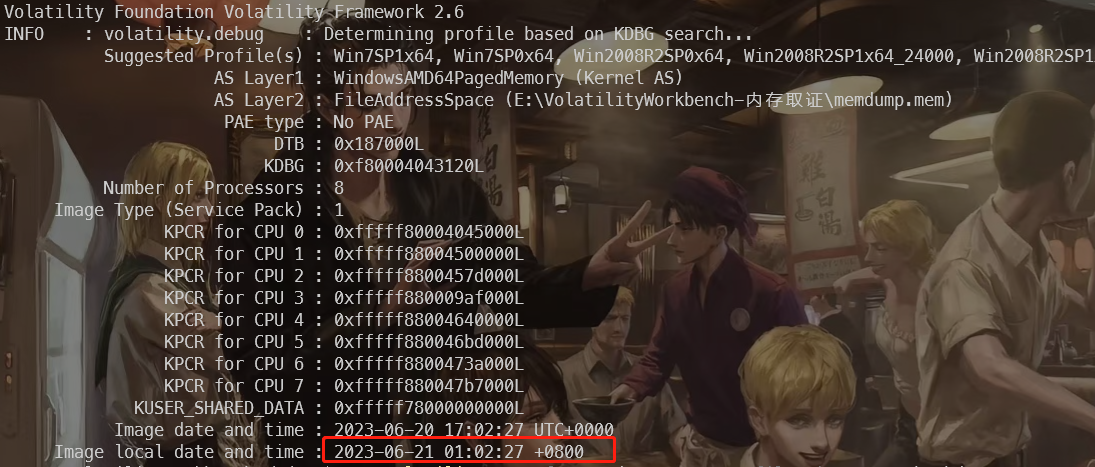 Volatility Foundation Volatility Framework 2.6
INFO    : volatility.debug    : Determining profile based on KDBG search...
Suggested Profile(s) : Win7SP1x64, Win7SP0x64, Win2008R2SP0x64, Win2008R2SP1x64_24000, Win2008R2SP1
AS Layer1 : WindowsAMD64PagedMemory (Kernel AS)
AS Layer2 : FileAddressSpace (E:\VolatilityWorkbench-内存取证\memdump.mem)
PAE type : No PAE
DTB : 0x187000L
KDBG : 0xf80004043120L
Number of Processors : 8
Image Type (Service Pack) : 1
KPCR for CPU 0 : 0xfffff80004045000L
KPCR for CPU 1 : 0xfffff88004500000L
KPCR for CPU 2 : 0xfffff8800457d000L
KPCR for CPU 3 : 0xfffff880009af000L
KPCR for CPU 4 : 0xfffff88004640000L
KPCR for CPU 5 : 0xfffff880046bd000L
KPCR for CPU 6 : 0xfffff8800473a000L
KPCR for CPU 7 : 0xfffff880047b7000L
KUSER_SHARED_DATA : 0xfffff78000000000L
Image date and time : 2023-06-20 17:02:27 UTC+0000
Image local date and time : 2023-06-21 01:02:27 +0800
雞白湯